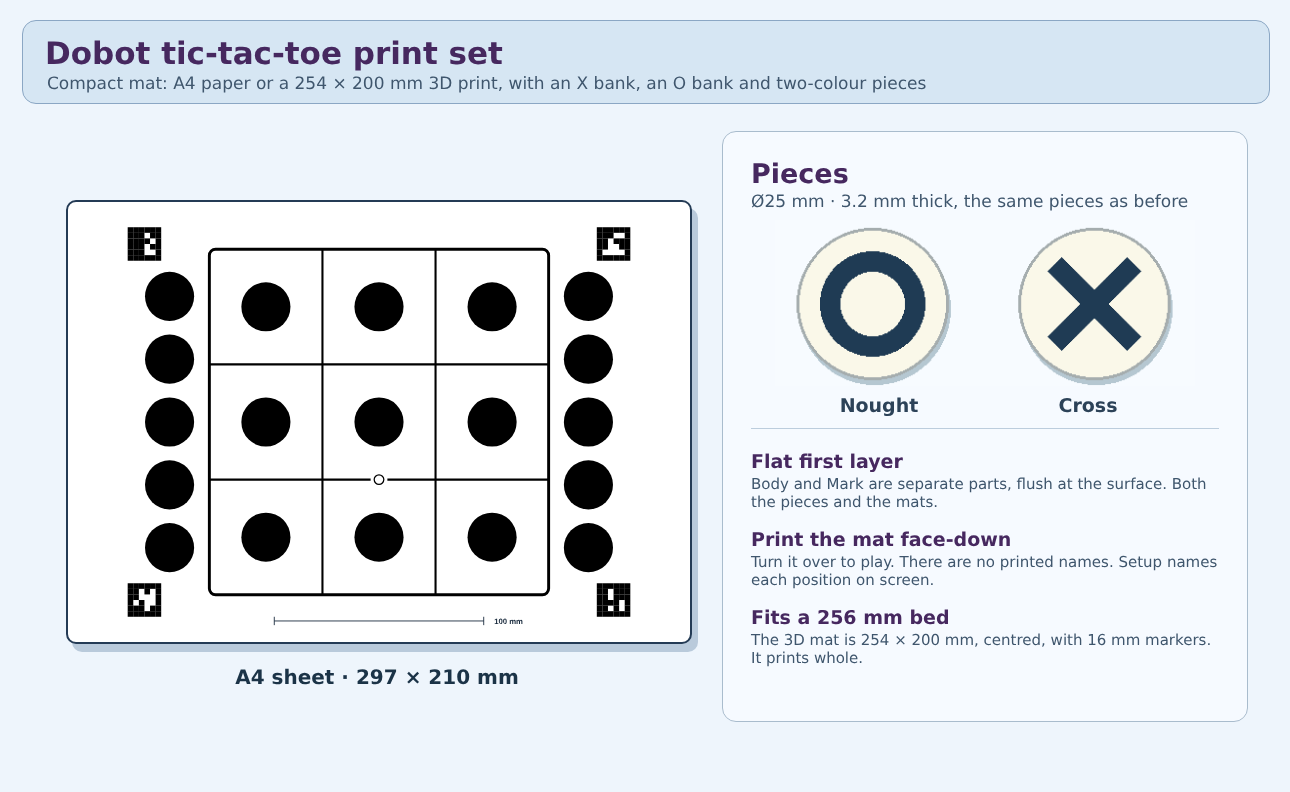 Dobot tic-tac-toe print set
Compact mat: A4 paper or a 254 × 200 mm 3D print, with an X bank, an O bank and two-colour pieces
100 mm
A4 sheet · 297 × 210 mm
Pieces
Ø25 mm · 3.2 mm thick, the same pieces as before
Nought
Cross
Flat first layer
Body and Mark are separate parts, flush at the surface. Both
the pieces and the mats.
Print the mat face-down
Turn it over to play. There are no printed names. Setup names
each position on screen.
Fits a 256 mm bed
The 3D mat is 254 × 200 mm, centred, with 16 mm markers.
It prints whole.